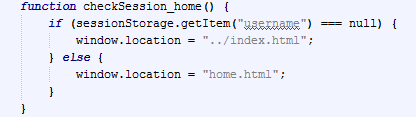 function checkSession_home() {
if (sessionStorage.getItem("username") === null) {
window.location = "../index.html";
} else {
window.location = "home.html";
}
}